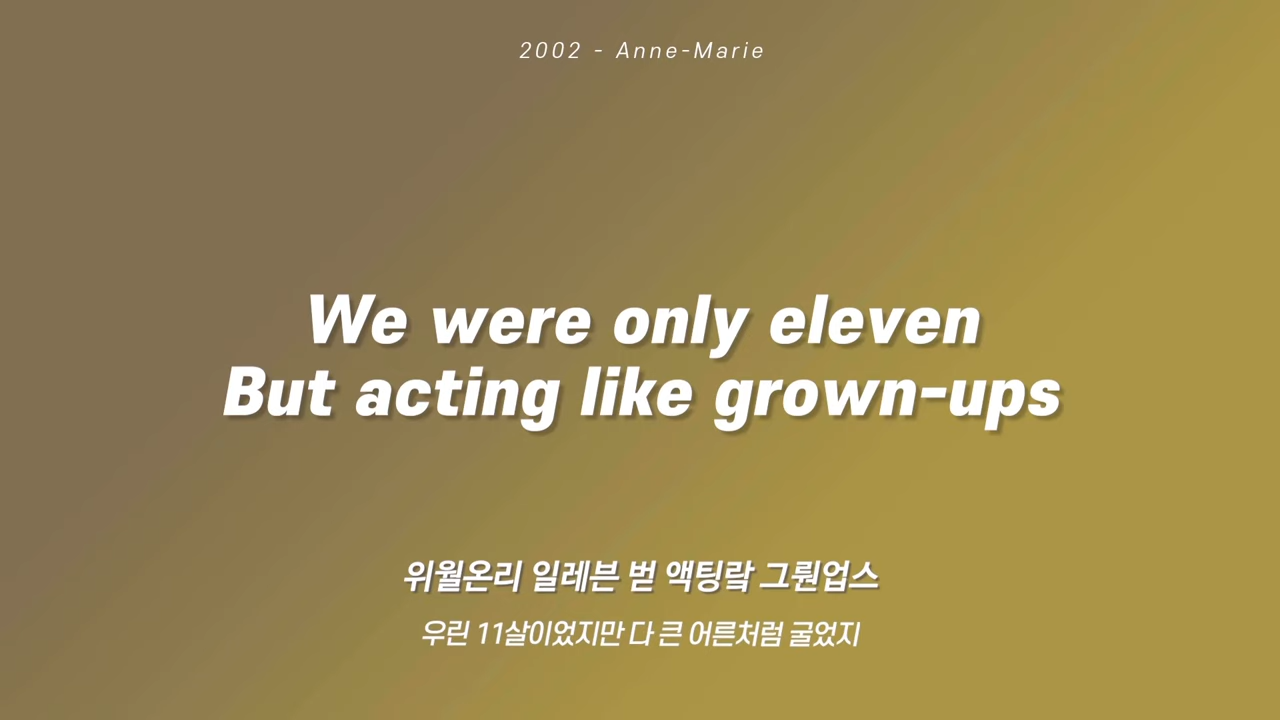 2002 - Anne-Marie
We were only eleven
But acting like grown-ups
위월온리 일레븐 벋 액팅랔 그뤈업스
우린 11살이었지만 다 큰 어른처럼 굴었지